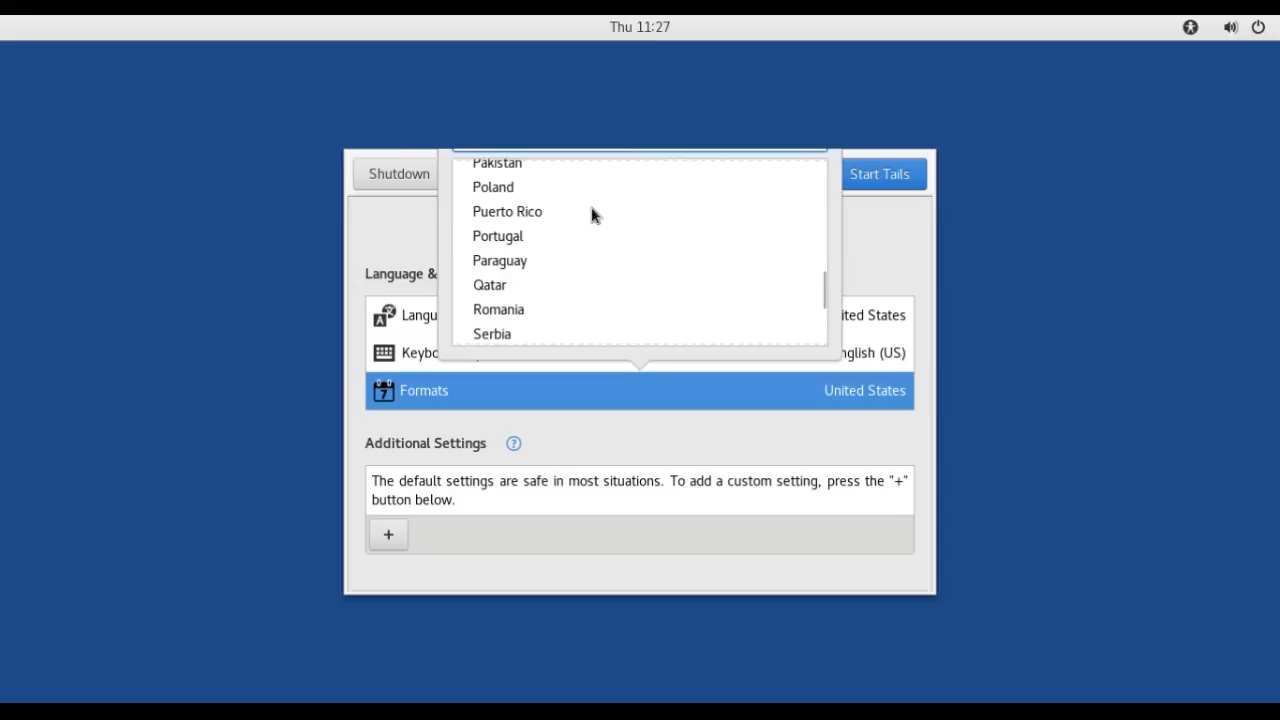 Thu 11:27
Shutdown
Start Tails
Pakistan
Poland
Puerto Rico
Portugal
Paraguay
Qatar
Romania
Serbia
Language &
Langu
ited States
Keybo
nglish (US)
Formats
United States
Additional Settings ?
The default settings are safe in most situations. To add a custom setting, press the "+"
button below.
+